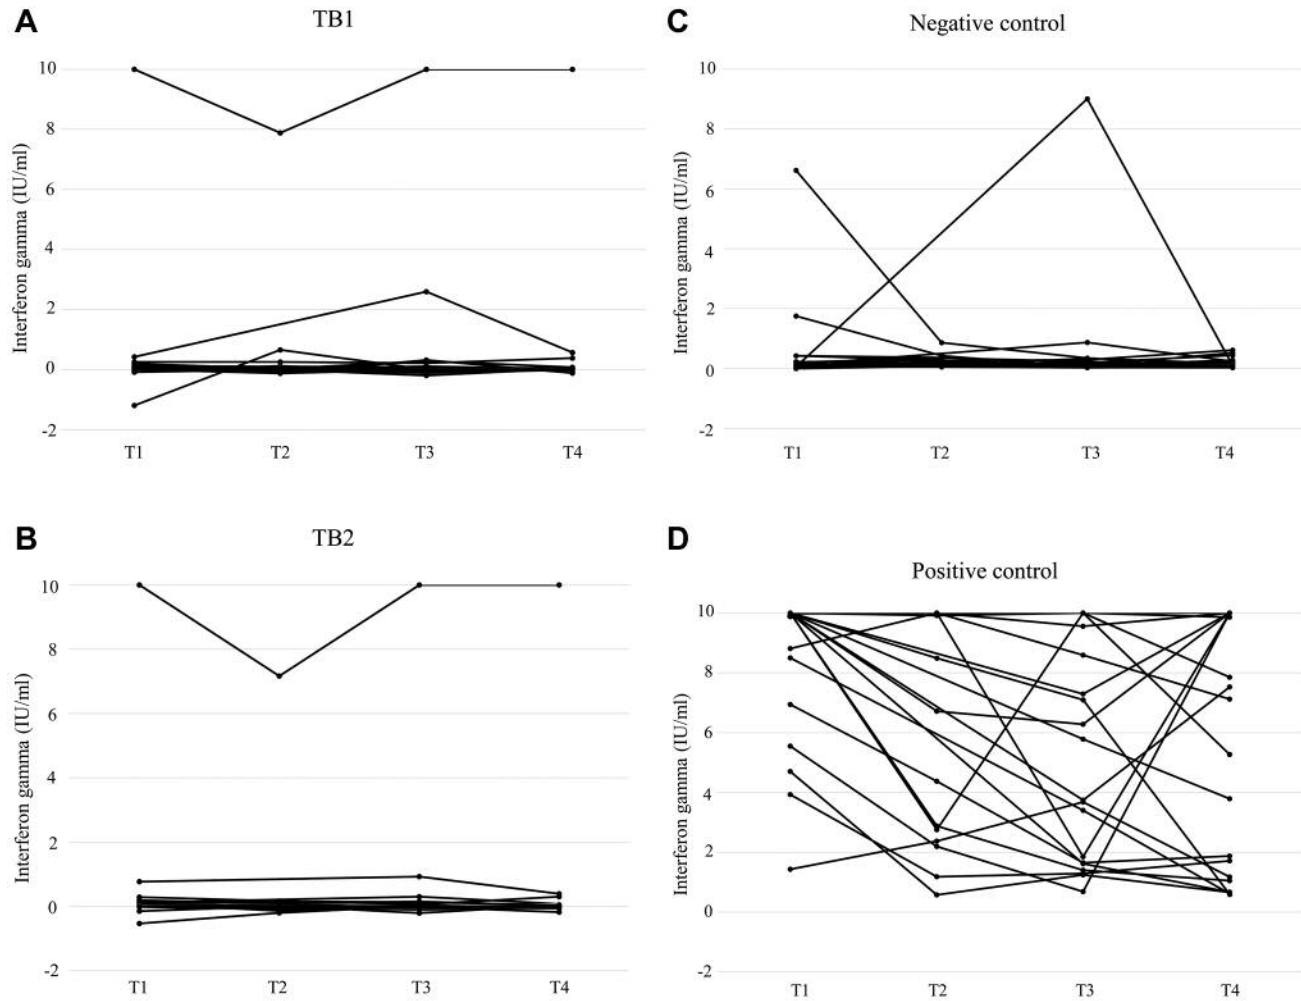 A
TB1
Interferon gamma (IU/ml)
10
8
6
4
2
0
-2
T1 T2 T3 T4
C
Negative control
Interferon gamma (IU/ml)
10
8
6
4
2
0
-2
T1 T2 T3 T4
B
TB2
Interferon gamma (IU/ml)
10
8
6
4
2
0
-2
T1 T2 T3 T4
D
Positive control
Interferon gamma (IU/ml)
10
8
6
4
2
0
-2
T1 T2 T3 T4